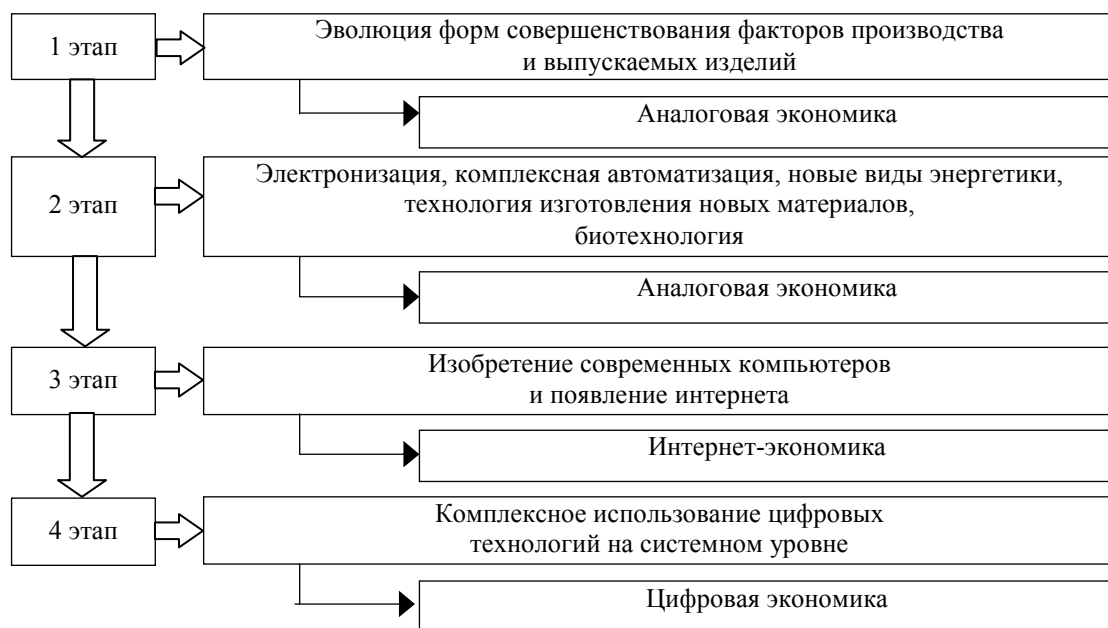 1 этап
Эволюция форм совершенствования факторов производства
и выпускаемых изделий
Аналоговая экономика
2 этап
Электронизация, комплексная автоматизация, новые виды энергетики,
технология изготовления новых материалов,
биотехнология
Аналоговая экономика
3 этап
Изобретение современных компьютеров
и появление интернета
Интернет-экономика
4 этап
Комплексное использование цифровых
технологий на системном уровне
Цифровая экономика